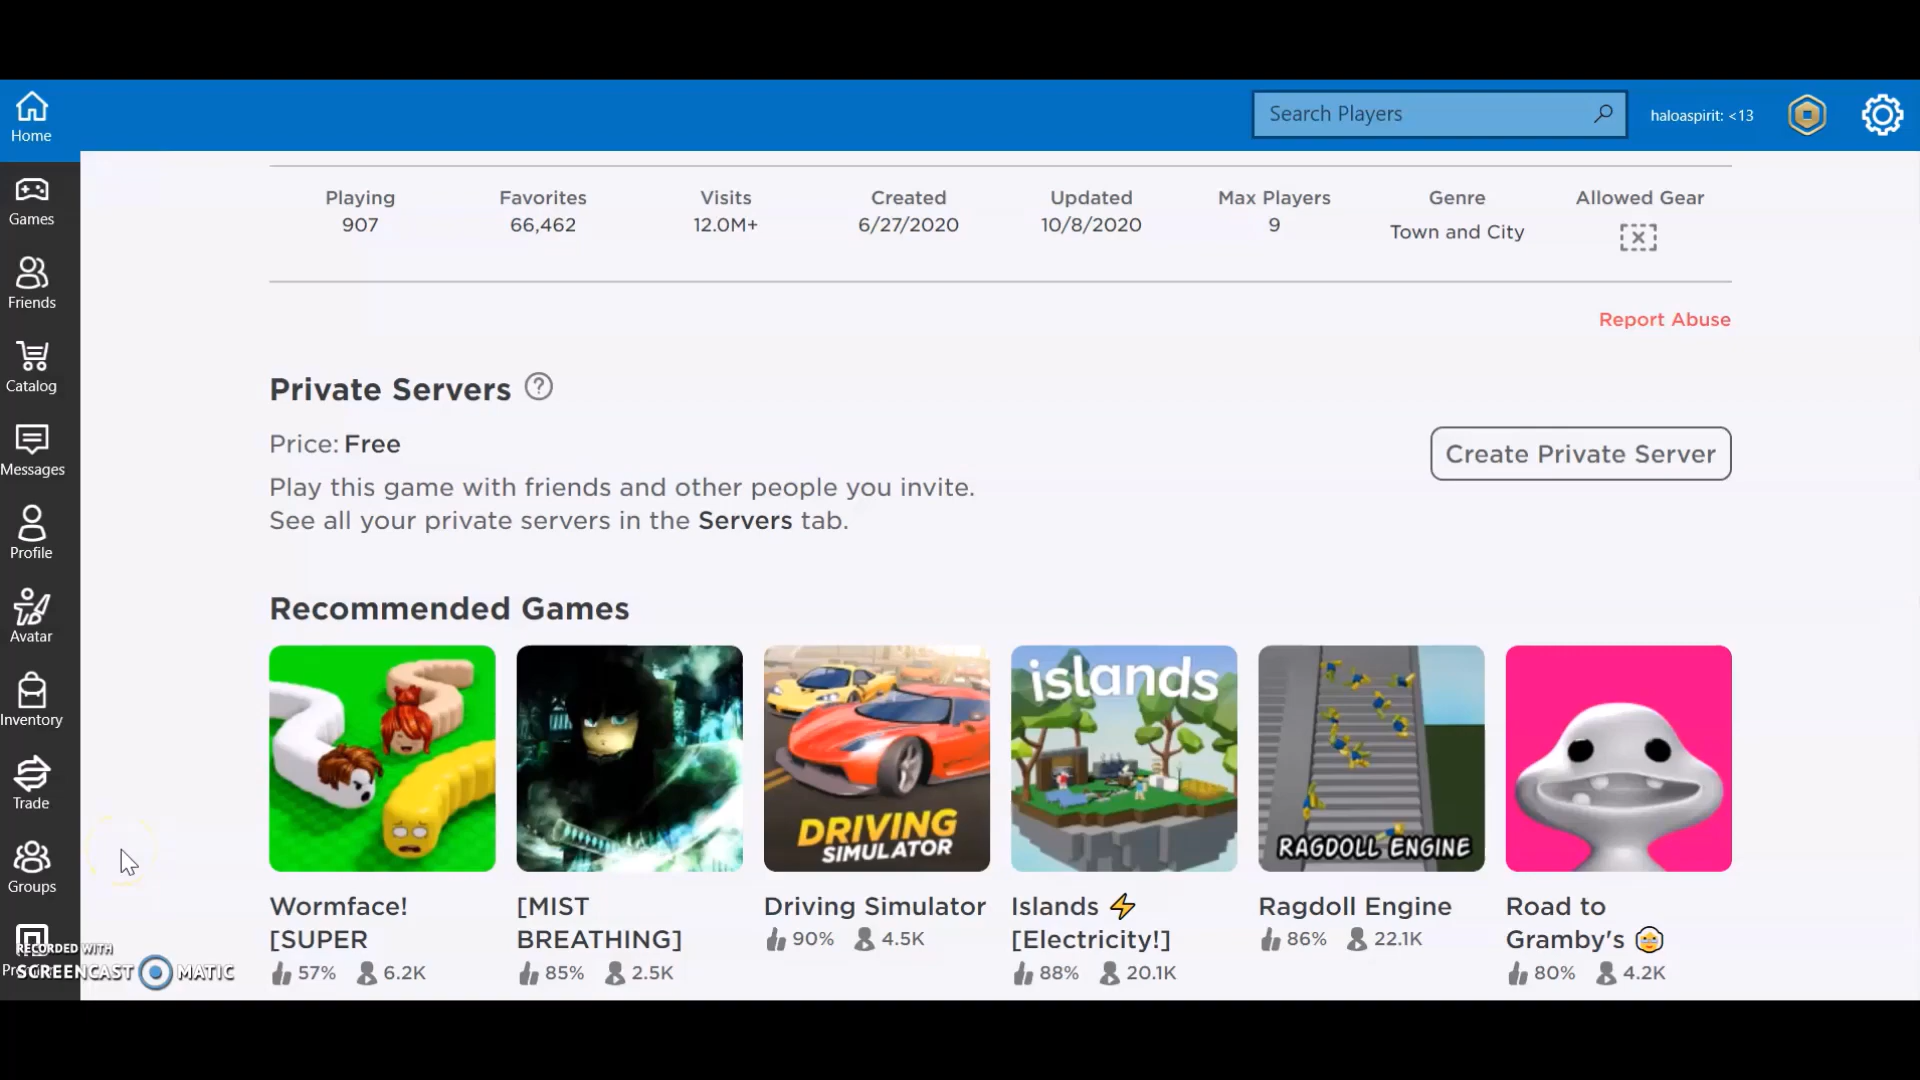 Home
Search Players
haloaspirit: <13
Games
Friends
Catalog
Messages
Profile
Avatar
Inventory
Trade
Groups
Playing
907
Favorites
66,462
Visits
12.0M+
Created
6/27/2020
Updated
10/8/2020
Max Players
9
Genre
Town and City
Allowed Gear
Report Abuse
Private Servers
Price: Free
Create Private Server
Play this game with friends and other people you invite.
See all your private servers in the Servers tab.
Recommended Games
DRIVING
SIMULATOR
islands
RAGDOLL ENGINE
Wormface!
[SUPER
57% 6.2K
[MIST
BREATHING]
85% 2.5K
Driving Simulator
90% 4.5K
Islands ⚡
[Electricity!]
88% 20.1K
Ragdoll Engine
86% 22.1K
Road to
Gramby's 👵
80% 4.2K
RECORDED WITH
SCREENCAST MATIC